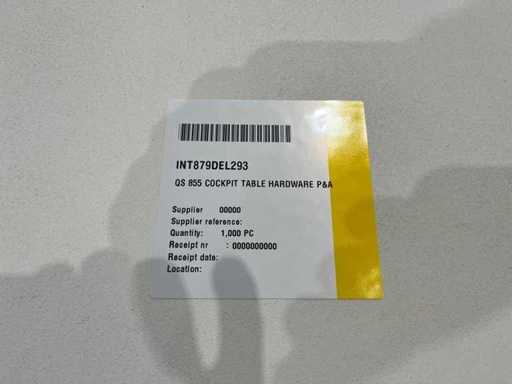 INT879DEL293
QS 855 COCKPIT TABLE HARDWARE P&A
Supplier 00000
Supplier reference:
Quantity: 1,000 PC
Receipt nr : 0000000000
Receipt date:
Location: